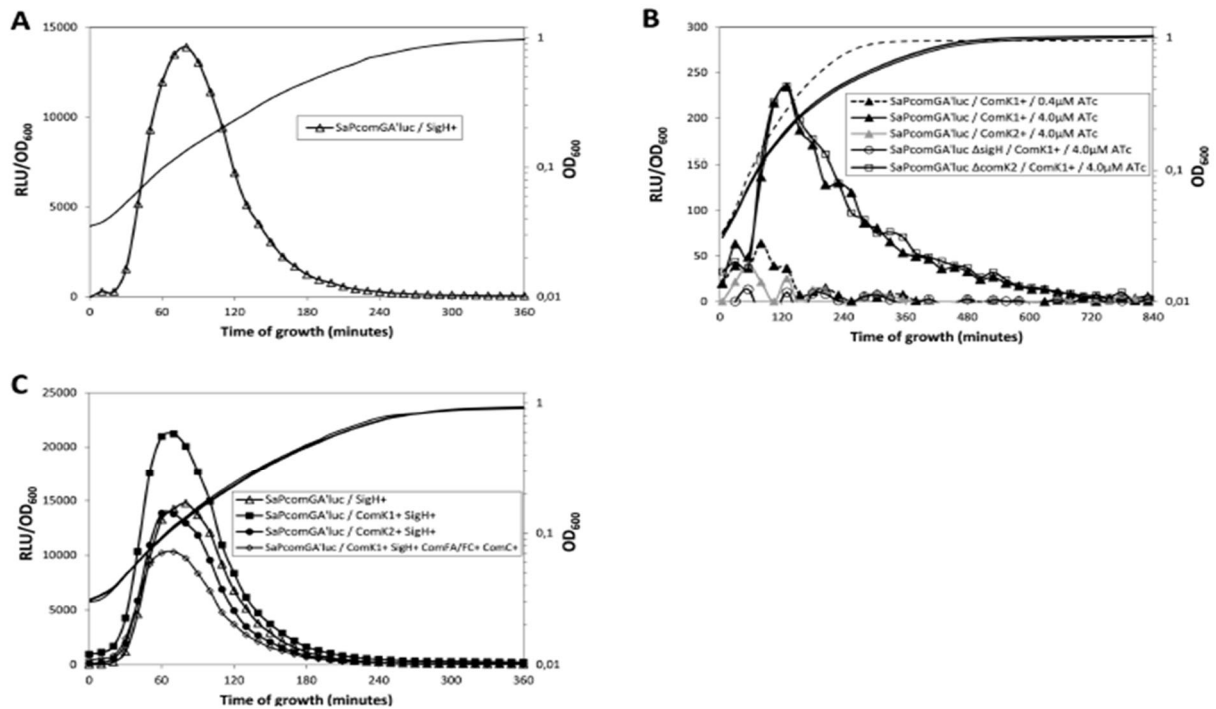 A
15000
10000
5000
0
RLU/OD600
0 60 120 180 240 300 360
Time of growth (minutes)
1
0,1
0,01
OD600
SaPcomGA'luc / SigH+
B
300
250
200
150
100
50
0
RLU/OD600
0 120 240 360 480 600 720 840
Time of growth (minutes)
1
0,1
0,01
OD600
SaPcomGA'luc / ComK1+ / 0.4µM ATc
SaPcomGA'luc / ComK1+ / 4.0µM ATc
SaPcomGA'luc / ComK2+ / 4.0µM ATc
SaPcomGA'luc ΔsigH / ComK1+ / 4.0µM ATc
SaPcomGA'luc ΔcomK2 / ComK1+ / 4.0µM ATc
C
25000
20000
15000
10000
5000
0
RLU/OD600
0 60 120 180 240 300 360
Time of growth (minutes)
1
0,1
0,01
OD600
SaPcomGA'luc / SigH+
SaPcomGA'luc / ComK1+ SigH+
SaPcomGA'luc / ComK2+ SigH+
SaPcomGA'luc / ComK1+ SigH+ ComFA/FC+ ComC+